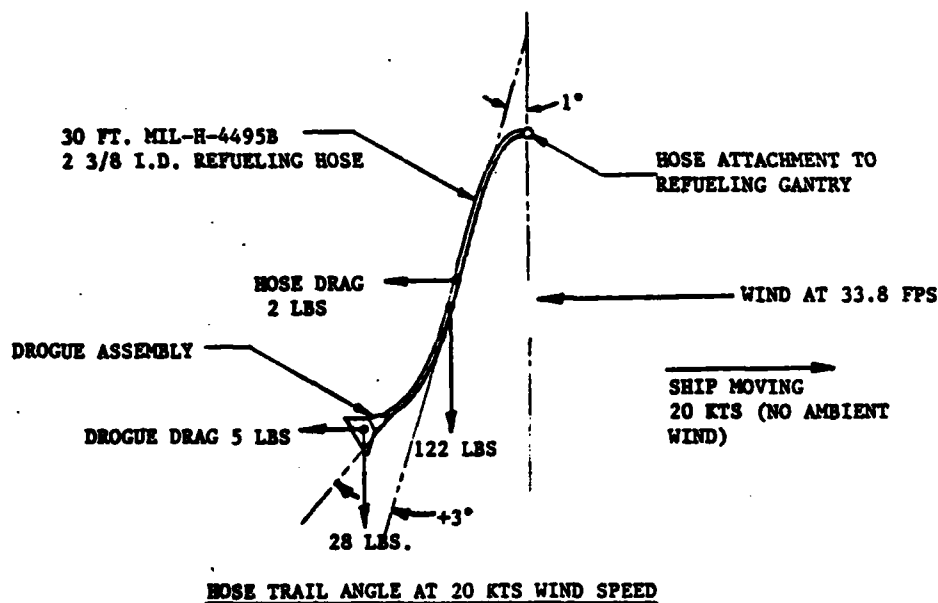 1°
30 FT. MIL-H-4495B
2 3/8 I.D. REFUELING HOSE
HOSE ATTACHMENT TO
REFUELING GANTRY
HOSE DRAG
2 LBS
WIND AT 33.8 FPS
DROGUE ASSEMBLY
SHIP MOVING
20 KTS (NO AMBIENT
WIND)
DROGUE DRAG 5 LBS
122 LBS
+3°
28 LBS.
HOSE TRAIL ANGLE AT 20 KTS WIND SPEED